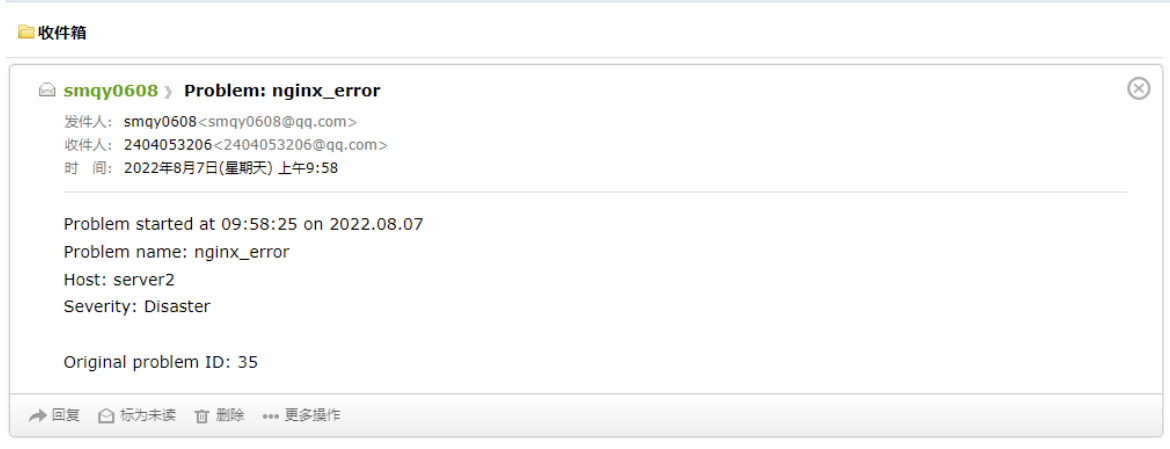 收件箱
smqy0608 》 Problem: nginx_error
发件人: smqy0608<smqy0608@qq.com>
收件人: 2404053206<2404053206@qq.com>
时 间: 2022年8月7日(星期天) 上午9:58
Problem started at 09:58:25 on 2022.08.07
Problem name: nginx_error
Host: server2
Severity: Disaster
Original problem ID: 35
回复 标为未读 删除 ••• 更多操作